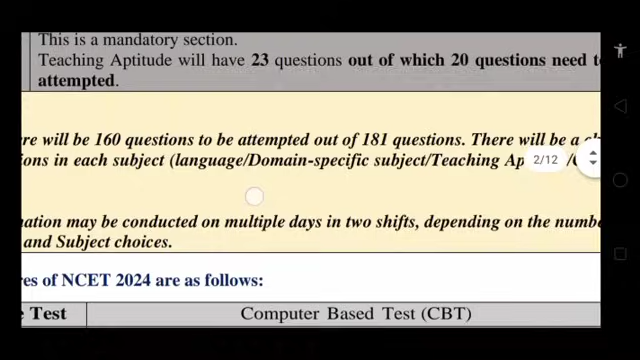 This is a mandatory section.
Teaching Aptitude will have 23 questions out of which 20 questions need to
attempted.
re will be 160 questions to be attempted out of 181 questions. There will be a
ions in each subject (language/Domain-specific subject/Teaching Ap
2/12
ation may be conducted on multiple days in two shifts, depending on the numb
and Subject choices.
res of NCET 2024 are as follows:
e Test
Computer Based Test (CBT)